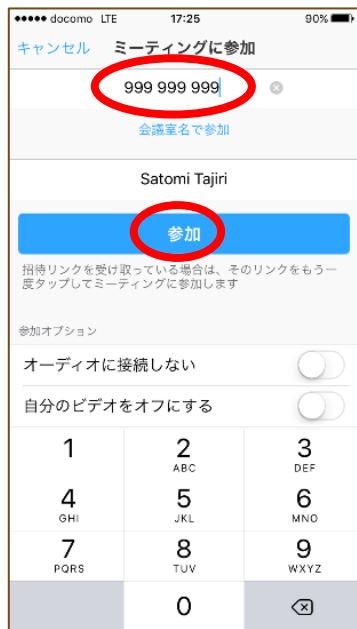 ●●●●● docomo LTE 17:25 90%
キャンセル ミーティングに参加
999 999 999
会議室名で参加
Satomi Tajiri
参加
招待リンクを受け取っている場合は、そのリンクをもう一
度タップしてミーティングに参加します
参加オプション
オーディオに接続しない
自分のビデオをオフにする
1 2 3
ABC DEF
4 5 6
GHI JKL MNO
7 8 9
PQRS TUV WXYZ
0